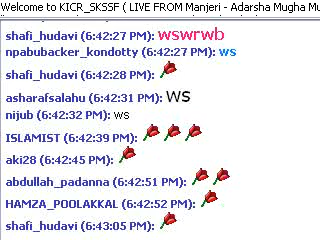 Welcome to KICR_SKSSF ( LIVE FROM Manjeri - Adarsha Mugha Mu
shafi_hudavi (6:42:27 PM): wswrwb
npabubacker_kondotty (6:42:27 PM): ws
shafi_hudavi (6:42:28 PM):
asharafsalahu (6:42:31 PM): ws
nijub (6:42:32 PM): ws
ISLAMIST (6:42:39 PM):
aki28 (6:42:45 PM):
abdullah_padanna (6:42:51 PM):
HAMZA_POOLAKKAL (6:42:52 PM):
shafi_hudavi (6:43:05 PM):